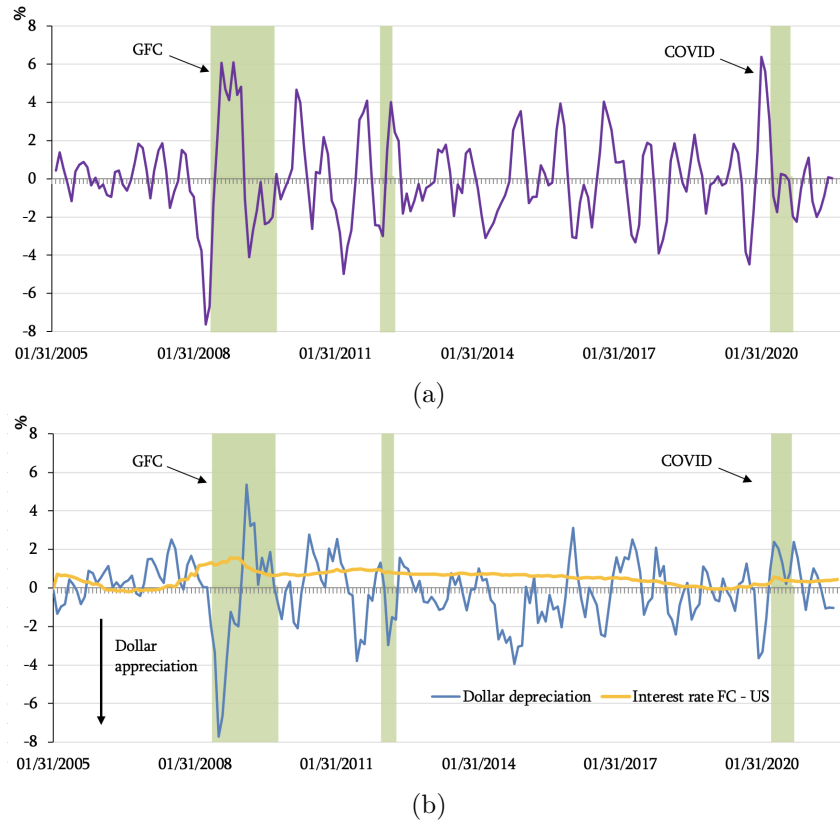 %
8
6
4
2
0
-2
-4
-6
-8
GFC
COVID
01/31/2005 01/31/2008 01/31/2011 01/31/2014 01/31/2017 01/31/2020
(a)
%
8
6
4
2
0
-2
-4
-6
-8
GFC
COVID
Dollar
appreciation
Dollar depreciation Interest rate FC - US
01/31/2005 01/31/2008 01/31/2011 01/31/2014 01/31/2017 01/31/2020
(b)